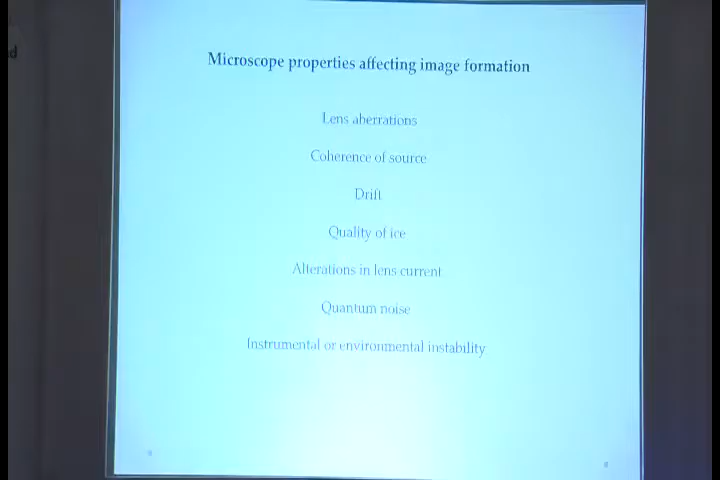 Microscope properties affecting image formation
Lens aberrations
Coherence of source
Drift
Quality of ice
Alterations in lens current
Quantum noise
Instrumental or environmental instability